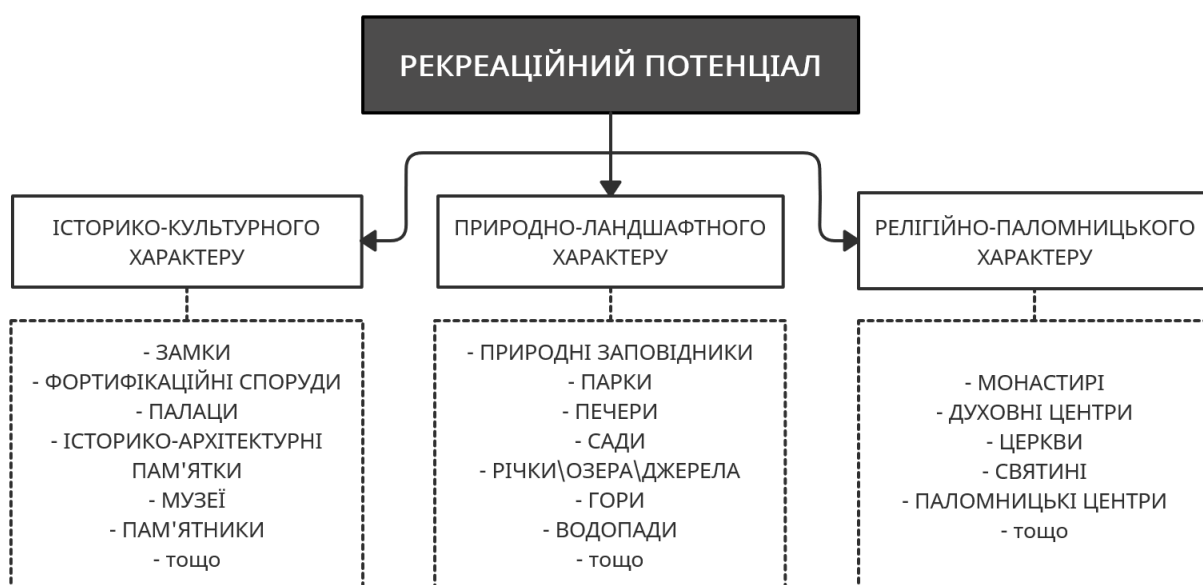 РЕКРЕАЦІЙНИЙ ПОТЕНЦІАЛ
ІСТОРИКО-КУЛЬТУРНОГО
ХАРАКТЕРУ
- ЗАМКИ
- ФОРТИФІКАЦІЙНІ СПОРУДИ
- ПАЛАЦИ
- ІСТОРИКО-АРХІТЕКТУРНІ
ПАМ'ЯТКИ
- МУЗЕЇ
- ПАМ'ЯТНИКИ
- тощо
ПРИРОДНО-ЛАНДШАФТНОГО
ХАРАКТЕРУ
- ПРИРОДНІ ЗАПОВІДНИКИ
- ПАРКИ
- ПЕЧЕРИ
- САДИ
- РІЧКИ\ОЗЕРА\ДЖЕРЕЛА
- ГОРИ
- ВОДОПАДИ
- тощо
РЕЛІГІЙНО-ПАЛОМНИЦЬКОГО
ХАРАКТЕРУ
- МОНАСТИРІ
- ДУХОВНІ ЦЕНТРИ
- ЦЕРКВИ
- СВЯТИНІ
- ПАЛОМНИЦЬКІ ЦЕНТРИ
- тощо